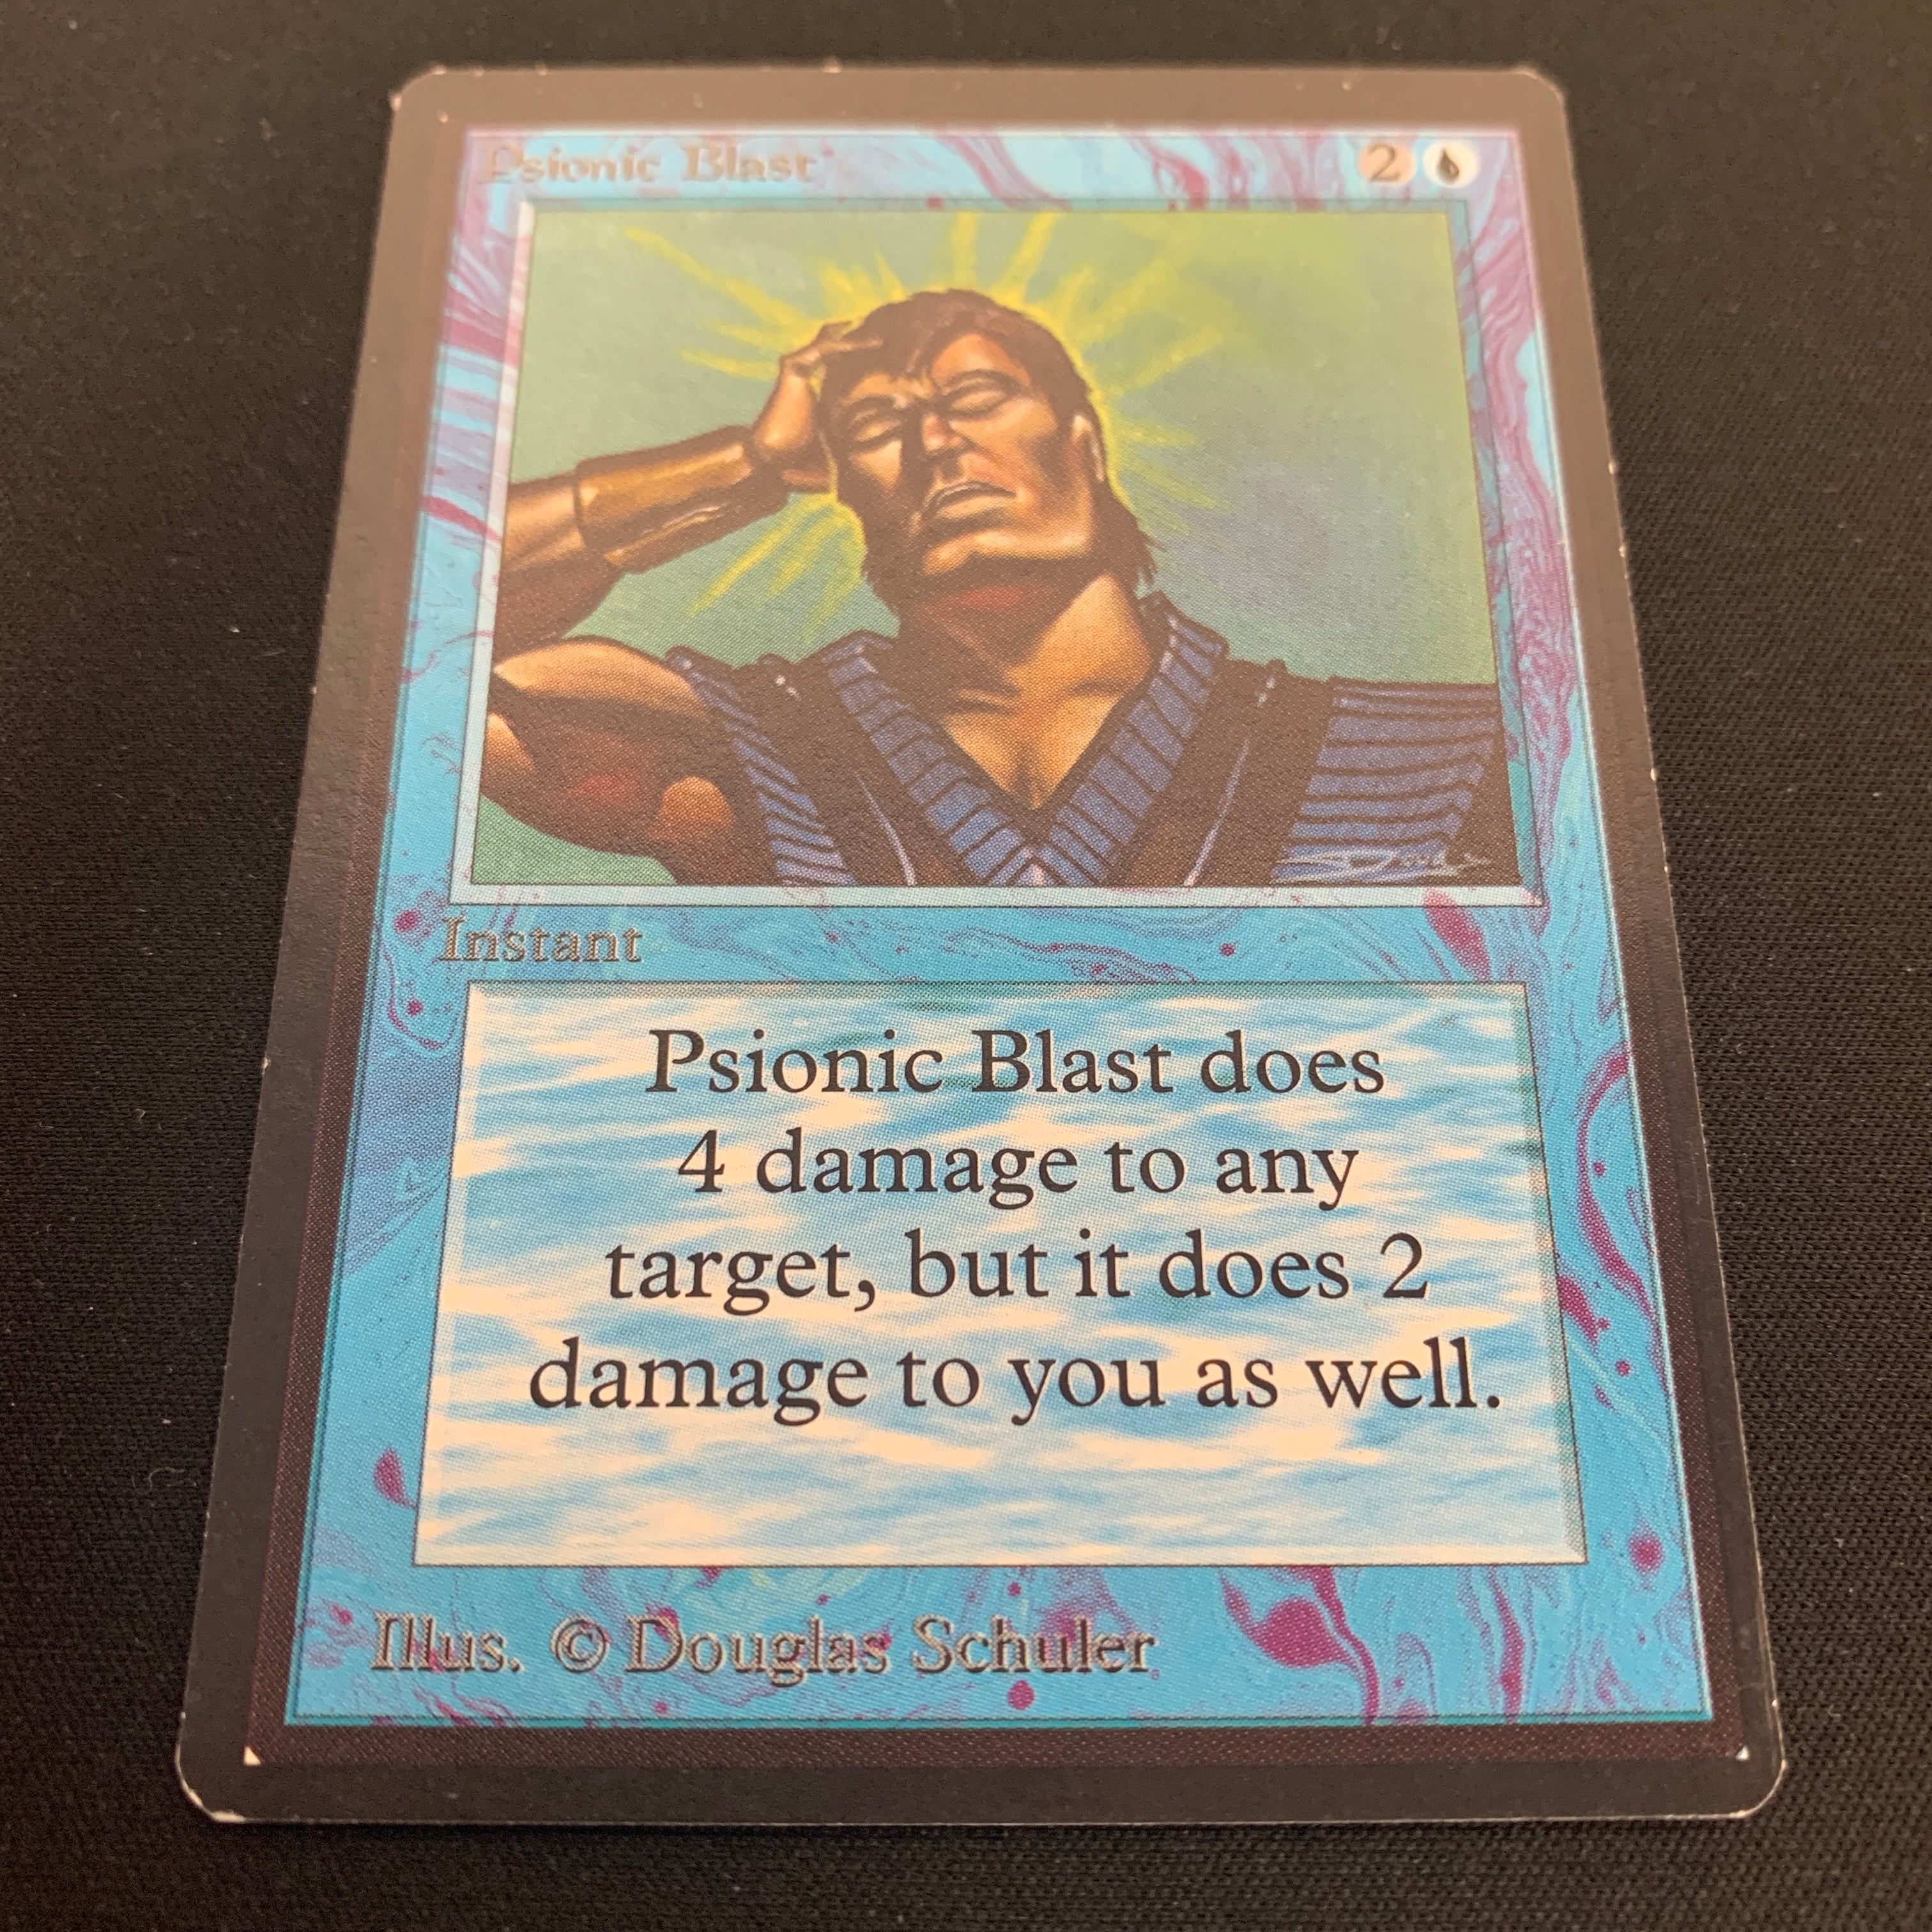 Psionic Blast 2
Instant
Psionic Blast does
4 damage to any
target, but it does 2
damage to you as well.
Illus. © Douglas Schuler